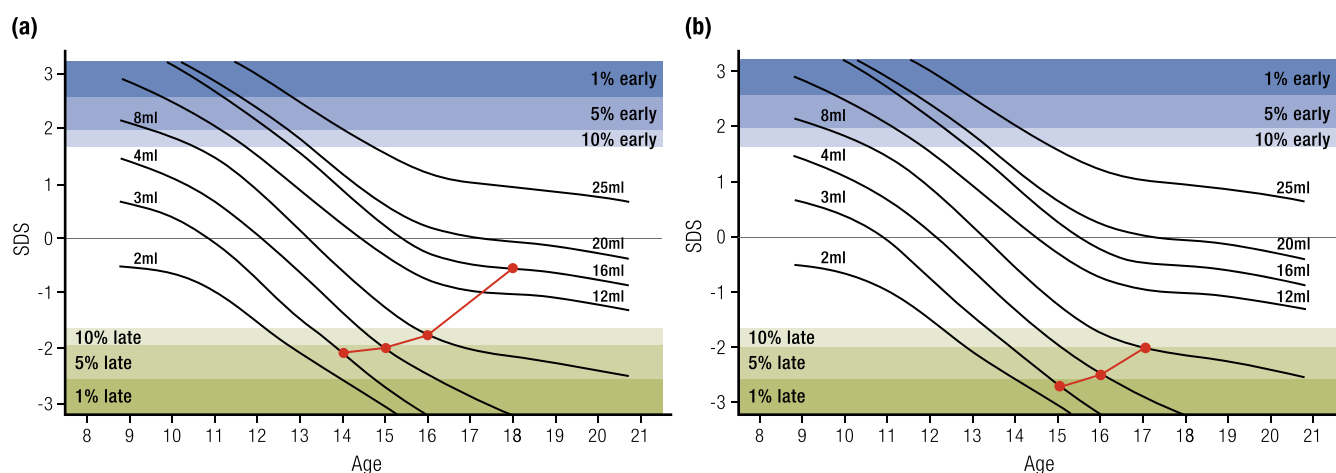 (a)
3
2
1
0
-1
-2
-3
SDS
1% early
5% early
10% early
8ml
4ml
3ml
2ml
25ml
20ml
16ml
12ml
10% late
5% late
1% late
8 9 10 11 12 13 14 15 16 17 18 19 20 21
Age
(b)
3
2
1
0
-1
-2
-3
SDS
1% early
5% early
10% early
8ml
4ml
3ml
2ml
25ml
20ml
16ml
12ml
10% late
5% late
1% late
8 9 10 11 12 13 14 15 16 17 18 19 20 21
Age